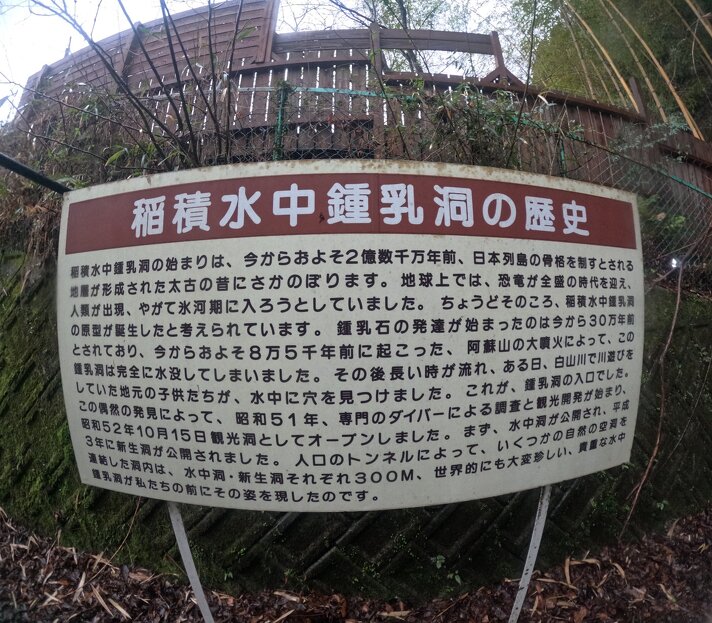 稲積水中鍾乳洞の歴史
稲積水中鍾乳洞の始まりは、今からおよそ2億数千万年前、日本列島の骨格を制すとされる
地層が形成された太古の昔にさかのぼります。地球上では、恐竜が全盛の時代を迎え、
人類が出現、やがて氷河期に入ろうとしていました。ちょうどそのころ、稲積水中鍾乳洞
の原型が誕生したと考えられています。鍾乳石の発達が始まったのは今から30万年前
とされており、今からおよそ8万5千年前に起こった、阿蘇山の大噴火によって、この
鍾乳洞は完全に水没してしまいました。その後長い時が流れ、ある日、白山川で川遊びを
していた地元の子供たちが、水中に穴を見つけました。これが、鍾乳洞の入口でした。
この偶然の発見によって、昭和51年、専門のダイバーによる調査と観光開発が始まり、
昭和52年10月15日観光洞としてオープンしました。まず、水中洞が公開され、平成
3年に新生洞が公開されました。人口のトンネルによって、いくつかの自然の空洞を
連結した洞内は、水中洞・新生洞それぞれ300M、世界的にも大変珍しい、貴重な水中
鍾乳洞が私たちの前にその姿を現したのです。